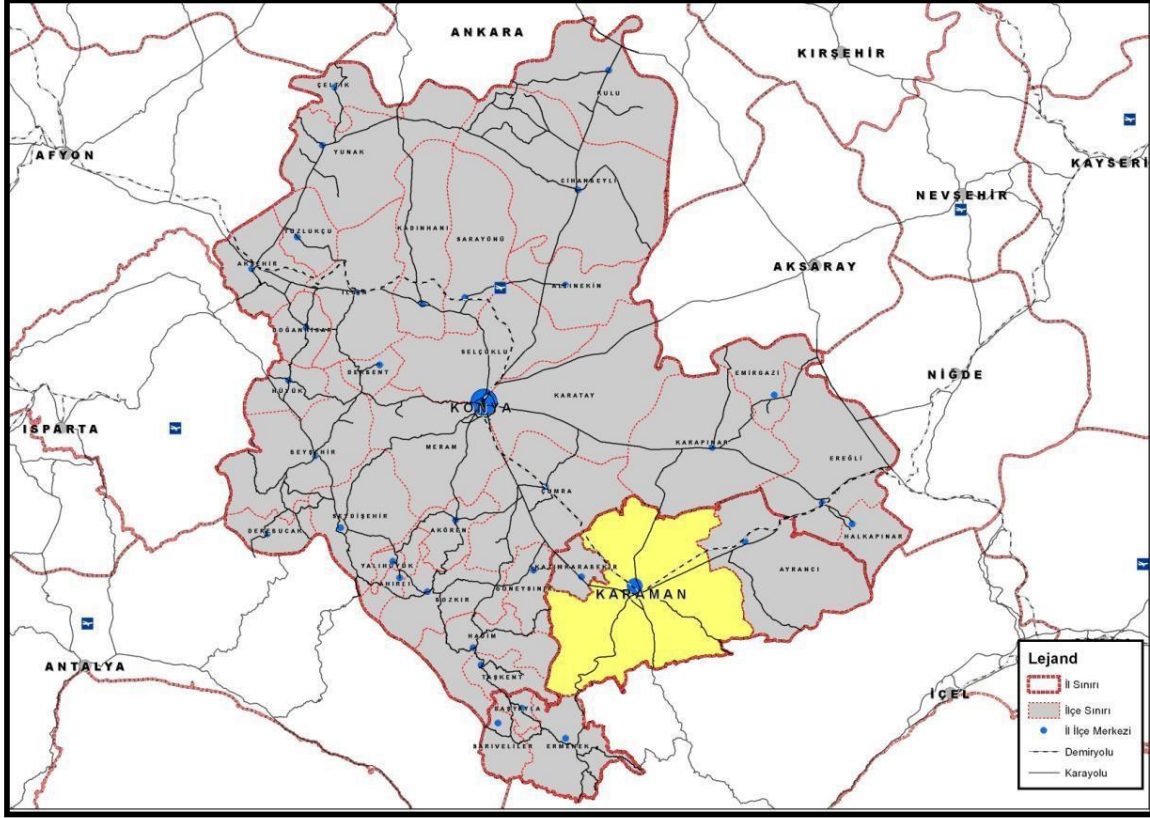 ANKARA
KIRŞEHİR
ÇELTİK
KULU
YUNAK
AFYON
KAYSERİ
CİHANBEYLİ
NEVŞEHİR
TUZLUKÇU
KADINHANI
SARAYÖNÜ
AKŞEHİR
AKSARAY
ILGIN
ALTINEKİN
DOĞANHİSAR
SELÇUKLU
DERBENT
EMİRGAZİ
NİĞDE
HÜYÜK
KARATAY
KONYA
ISPARTA
MERAM
KARAPINAR
BEYŞEHİR
EREĞLİ
ÇUMRA
SEYDİŞEHİR
DEREBUCAK
AKÖREN
HALKAPINAR
YALIHÜYÜK
KAZIMKARABEKİR
AYRANCI
AHIRLI
GÜNEYSINIR
KARAMAN
BOZKIR
HADİM
ANTALYA
TAŞKENT
İÇEL
BAŞYAYLA
SARIVELİLER
ERMENEK
Lejand
İl Sınırı
İlçe Sınırı
İl İlçe Merkezi
Demiryolu
Karayolu